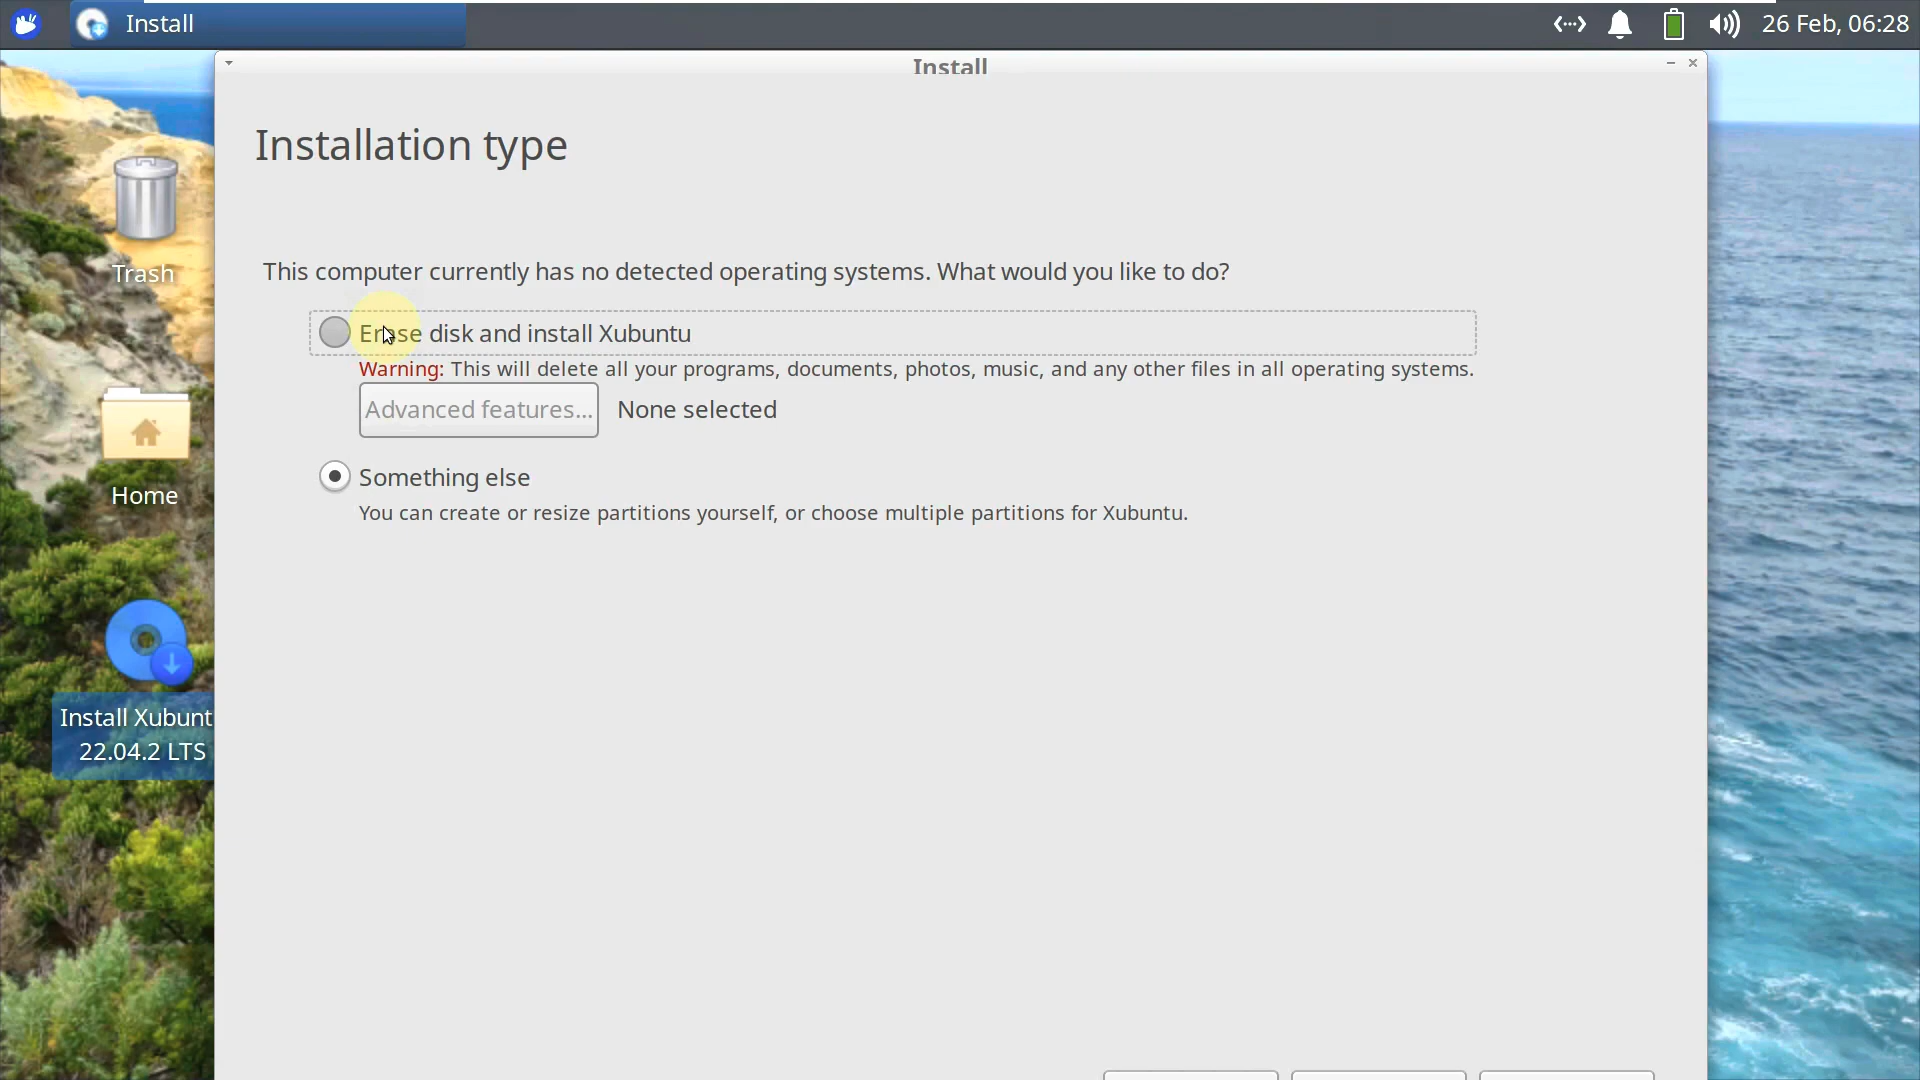 Install
26 Feb, 06:28
Install
Installation type
This computer currently has no detected operating systems. What would you like to do?
Erase disk and install Xubuntu
Warning: This will delete all your programs, documents, photos, music, and any other files in all operating systems.
Advanced features...
None selected
Something else
You can create or resize partitions yourself, or choose multiple partitions for Xubuntu.
Trash
Home
Install Xubunt
22.04.2 LTS